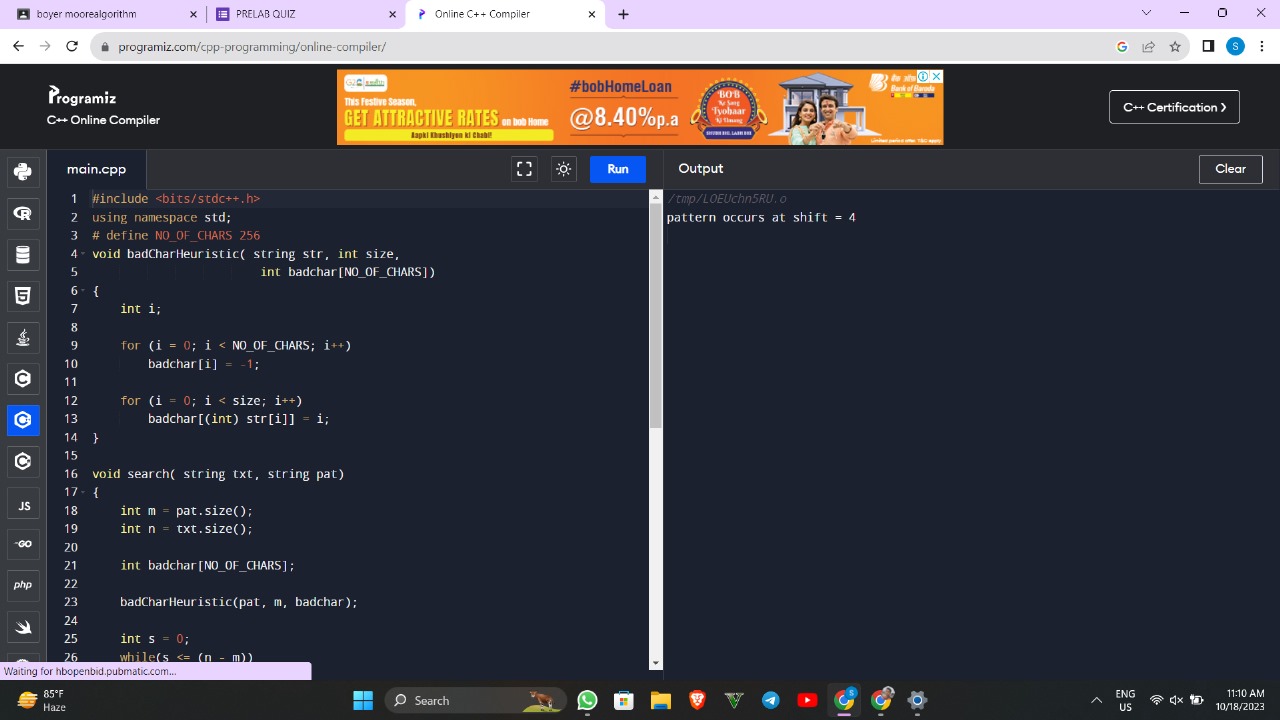 boyer moorealgorithm
PRELAB QUIZ
Online C++ Compiler
programiz.com/cpp-programming/online-compiler/
S
Programiz
C++ Online Compiler
This Festive Season,
GET ATTRACTIVE RATES on bob Home
Aapki Khushiyon ki Chabi!
#bobHomeLoan
@8.40%p.a
BOB
Ke Sang
Tyohaar
Ki Umang
Bank of Baroda
C++ Certification
main.cpp
Run
Output
Clear
1 #include <bits/stdc++.h>
2 using namespace std;
3 # define NO_OF_CHARS 256
4 void badCharHeuristic( string str, int size,
5 int badchar[NO_OF_CHARS])
6 {
7 int i;
8
9 for (i = 0; i < NO_OF_CHARS; i++)
10 badchar[i] = -1;
11
12 for (i = 0; i < size; i++)
13 badchar[(int) str[i]] = i;
14 }
15
16 void search( string txt, string pat)
17 {
18 int m = pat.size();
19 int n = txt.size();
20
21 int badchar[NO_OF_CHARS];
22
23 badCharHeuristic(pat, m, badchar);
24
25 int s = 0;
26 while(s <= (n - m))
/tmp/LOEUchn5RU.o
pattern occurs at shift = 4
JS
GO
php
Waiting for hbopenbid.pubmatic.com...
85°F
Haze
Search
S
ENG
US
11:10 AM
10/18/2023